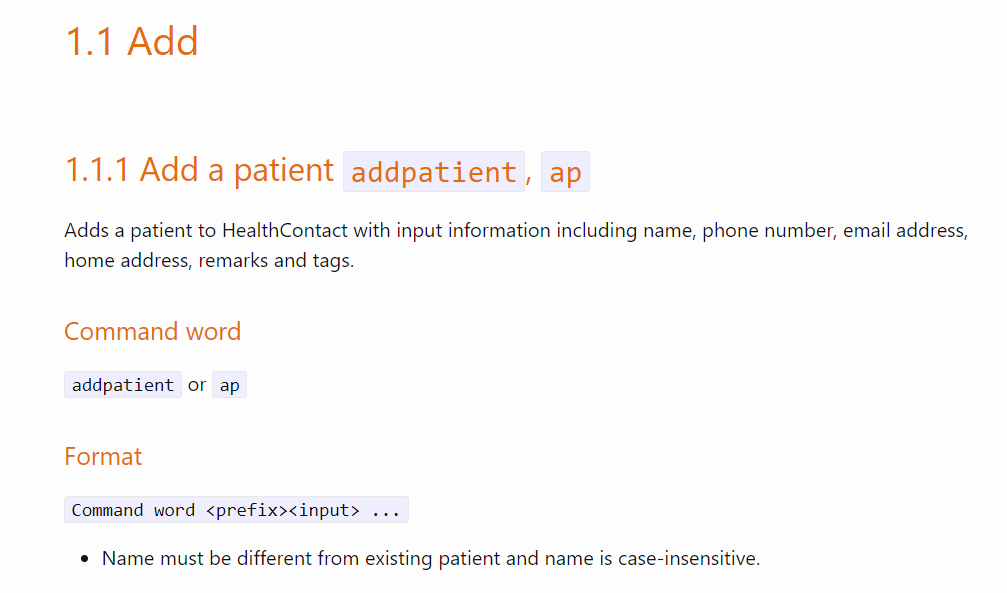 1.1 Add
1.1.1 Add a patient addpatient, ap
Adds a patient to HealthContact with input information including name, phone number, email address,
home address, remarks and tags.
Command word
addpatient or ap
Format
Command word <prefix><input> ...
• Name must be different from existing patient and name is case-insensitive.